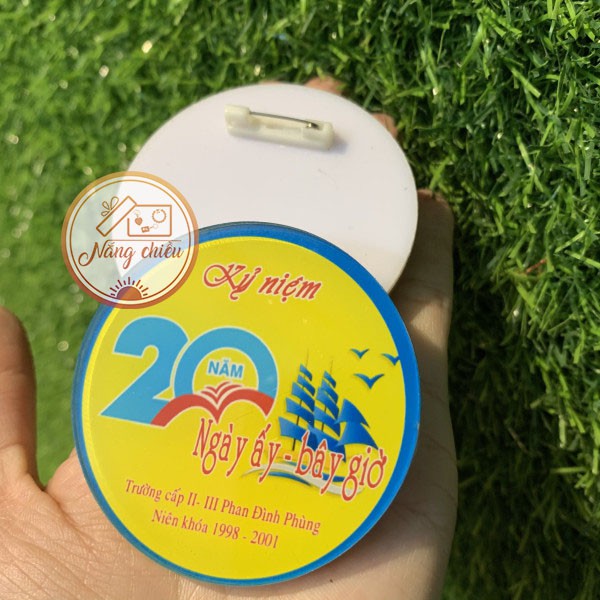 Nắng chiều
Kỷ niệm
20
NĂM
Ngày ấy - bây giờ
Trường cấp II- III Phan Đình Phùng
Niên khóa 1998 - 2001